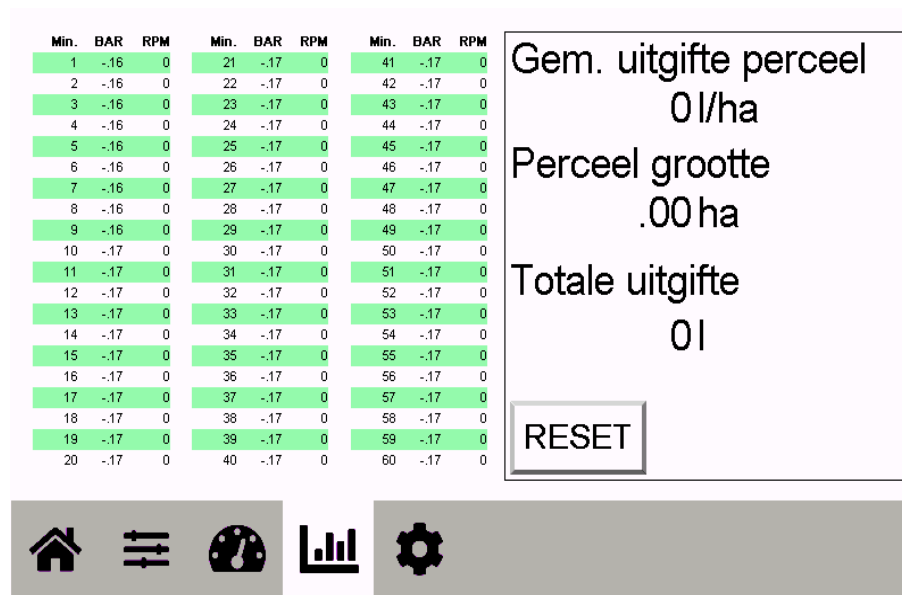 Min. BAR RPM Min. BAR RPM Min. BAR RPM
1 -.16 0 21 -.17 0 41 -.17 0
2 -.16 0 22 -.17 0 42 -.17 0
3 -.16 0 23 -.17 0 43 -.17 0
4 -.16 0 24 -.17 0 44 -.17 0
5 -.16 0 25 -.17 0 45 -.17 0
6 -.16 0 26 -.17 0 46 -.17 0
7 -.16 0 27 -.17 0 47 -.17 0
8 -.16 0 28 -.17 0 48 -.17 0
9 -.16 0 29 -.17 0 49 -.17 0
10 -.17 0 30 -.17 0 50 -.17 0
11 -.17 0 31 -.17 0 51 -.17 0
12 -.17 0 32 -.17 0 52 -.17 0
13 -.17 0 33 -.17 0 53 -.17 0
14 -.17 0 34 -.17 0 54 -.17 0
15 -.17 0 35 -.17 0 55 -.17 0
16 -.17 0 36 -.17 0 56 -.17 0
17 -.17 0 37 -.17 0 57 -.17 0
18 -.17 0 38 -.17 0 58 -.17 0
19 -.17 0 39 -.17 0 59 -.17 0
20 -.17 0 40 -.17 0 60 -.17 0
Gem. uitgifte perceel
0 l/ha
Perceel grootte
.00 ha
Totale uitgifte
0 l
RESET